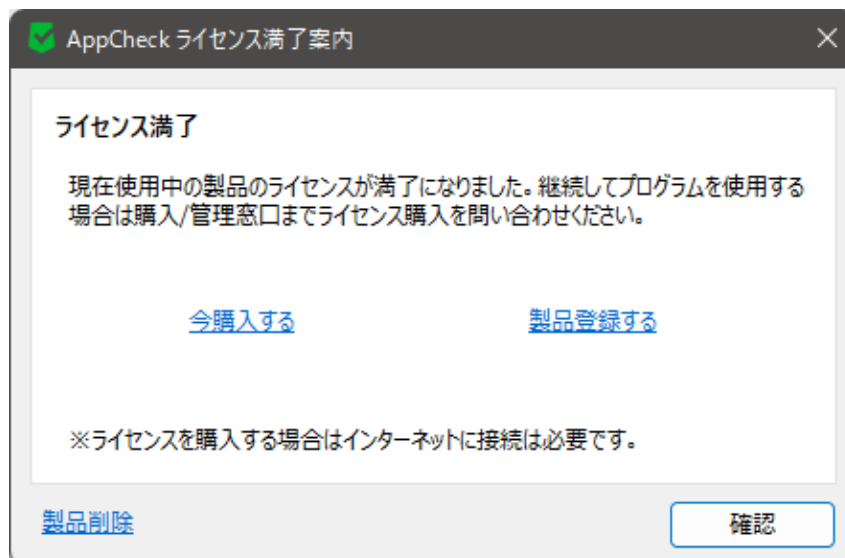 AppCheck ライセンス満了案内
ライセンス満了
現在使用中の製品のライセンスが満了になりました。継続してプログラムを使用する
場合は購入/管理窓口までライセンス購入を問い合わせください。
今購入する 製品登録する
※ライセンスを購入する場合はインターネットに接続は必要です。
製品削除 確認